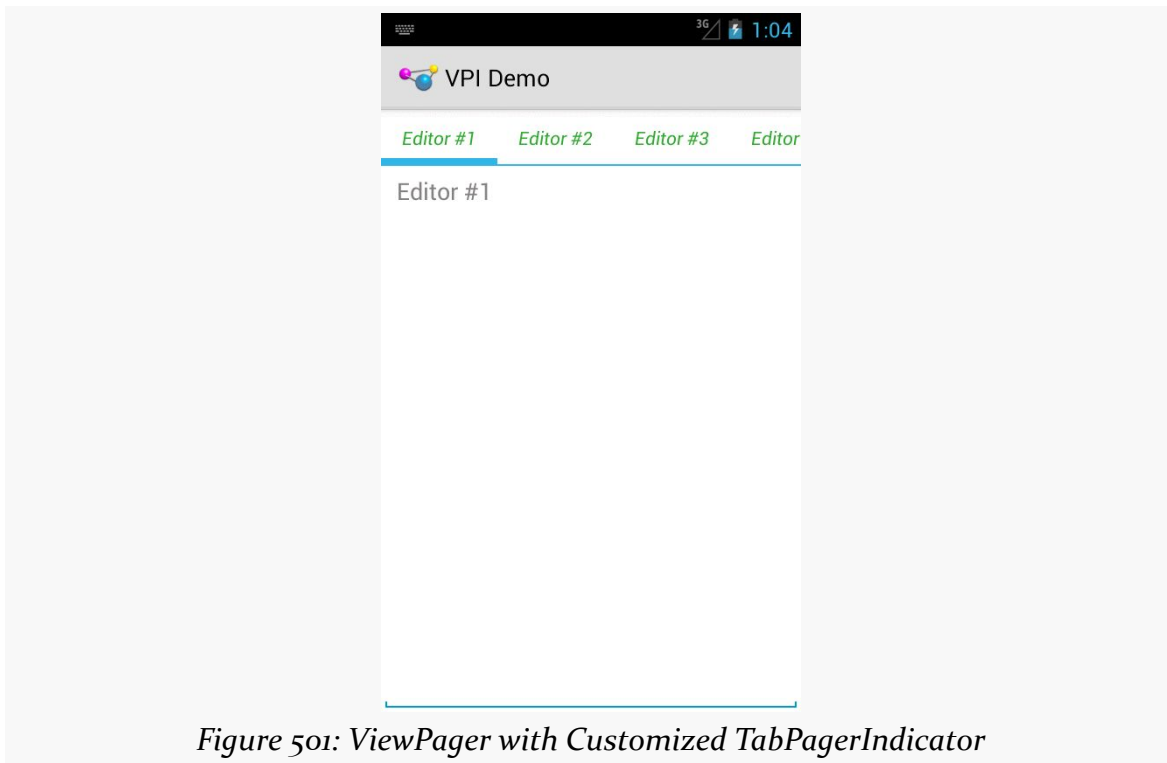 3G 1:04
VPI Demo
Editor #1 Editor #2 Editor #3 Editor
Editor #1
Figure 501: ViewPager with Customized TabPagerIndicator